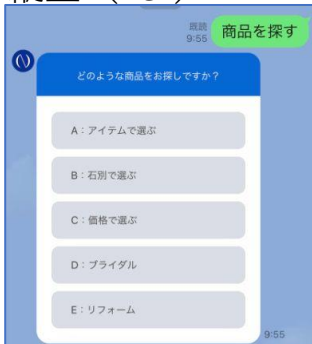 既読
9:55
商品を探す
どのような商品をお探しですか?
A:アイテムで選ぶ
B:石別で選ぶ
C:価格で選ぶ
D:ブライダル
E:リフォーム
9:55